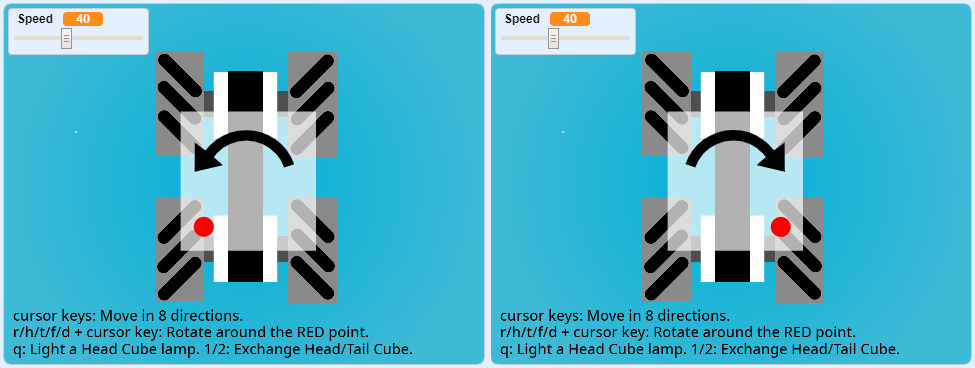 Speed 40
cursor keys: Move in 8 directions.
r/h/t/f/d + cursor key: Rotate around the RED point.
q: Light a Head Cube lamp. 1/2: Exchange Head/Tail Cube.
Speed 40
cursor keys: Move in 8 directions.
r/h/t/f/d + cursor key: Rotate around the RED point.
q: Light a Head Cube lamp. 1/2: Exchange Head/Tail Cube.